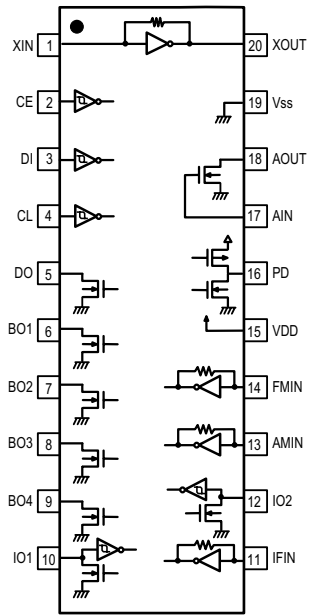 XIN 1 20 XOUT
CE 2 19 Vss
DI 3 18 AOUT
CL 4 17 AIN
DO 5 16 PD
BO1 6 15 VDD
BO2 7 14 FMIN
BO3 8 13 AMIN
BO4 9 12 IO2
IO1 10 11 IFIN